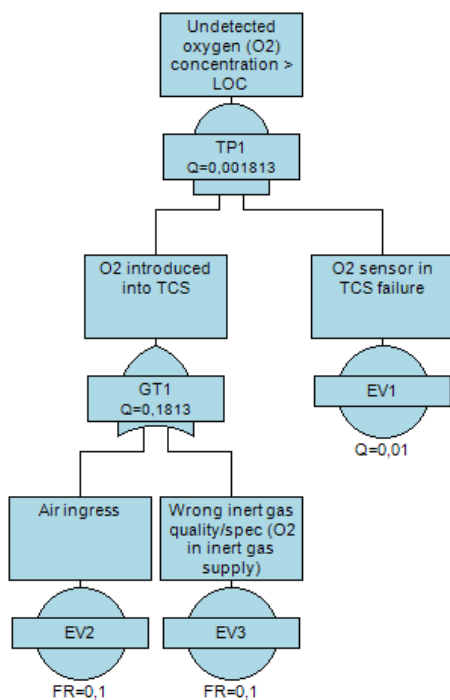 Undetected
oxygen (O2)
concentration >
LOC
TP1
Q=0,001813
O2 introduced
into TCS
O2 sensor in
TCS failure
GT1
Q=0,1813
EV1
Q=0,01
Air ingress
Wrong inert gas
quality/spec (O2
in inert gas
supply)
EV2
EV3
FR=0,1
FR=0,1